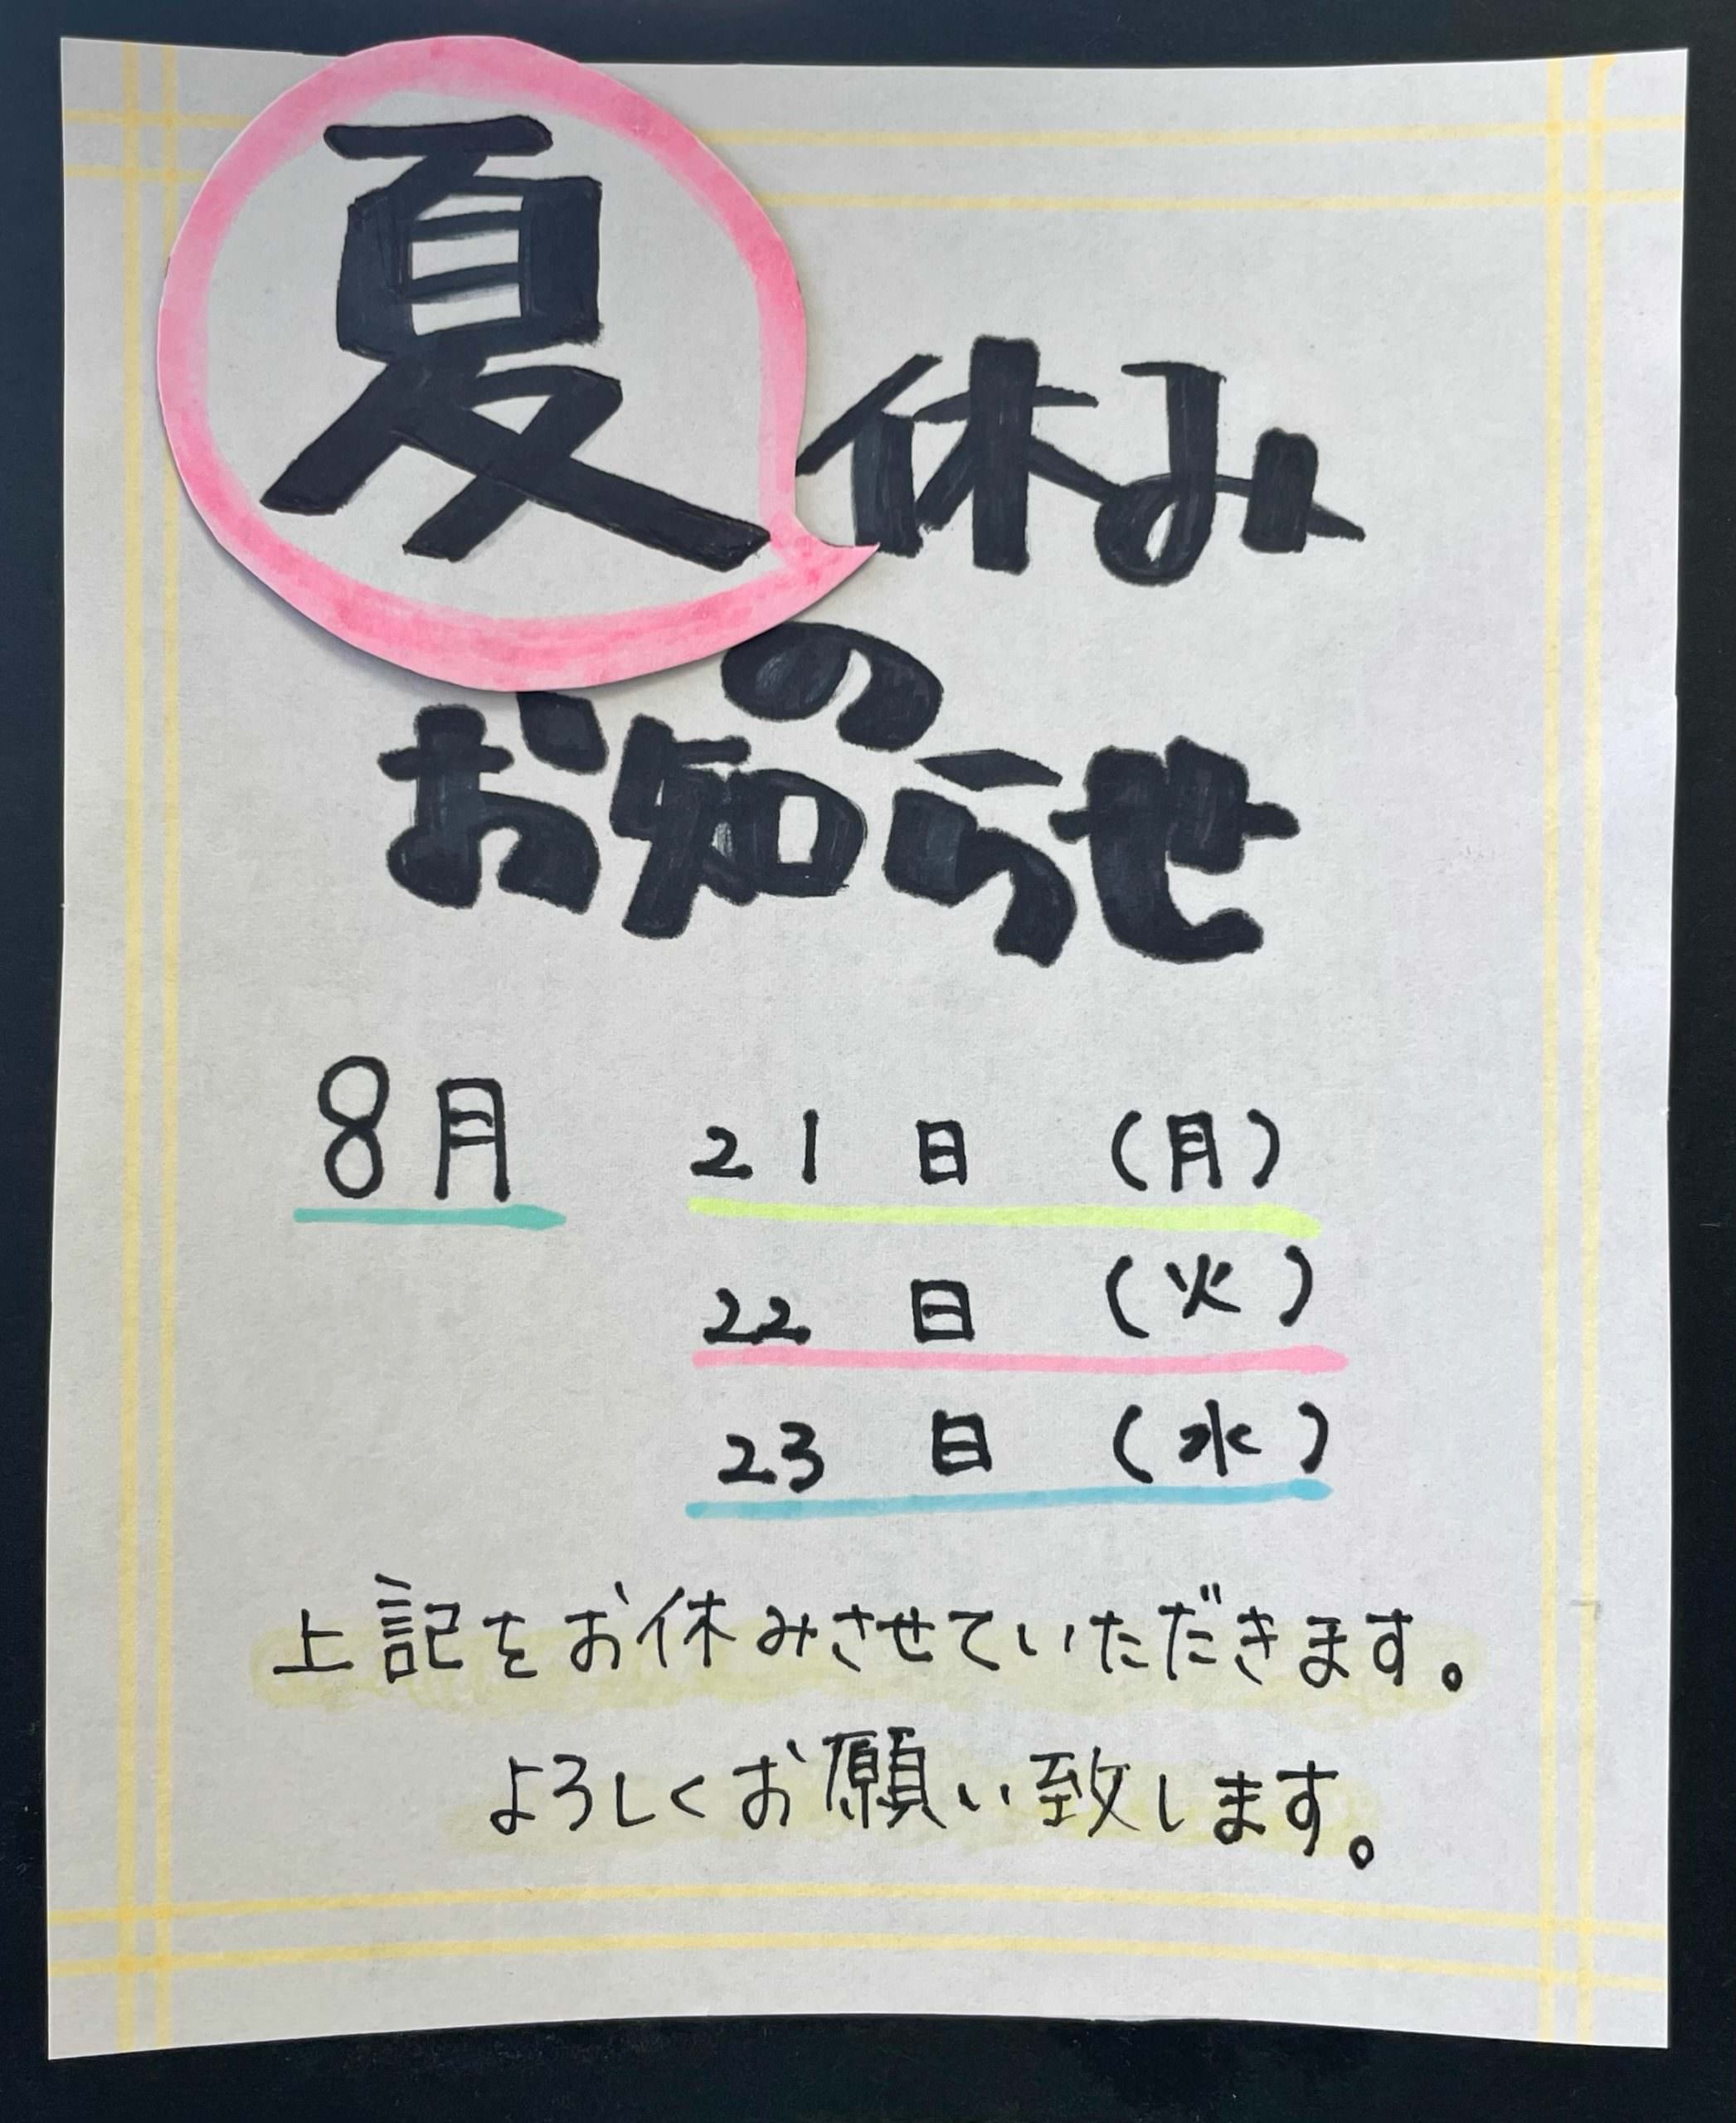 夏休み
の
お知らせ
8月 21日(月)
22日(火)
23日(水)
上記をお休みさせていただきます。
よろしくお願い致します。